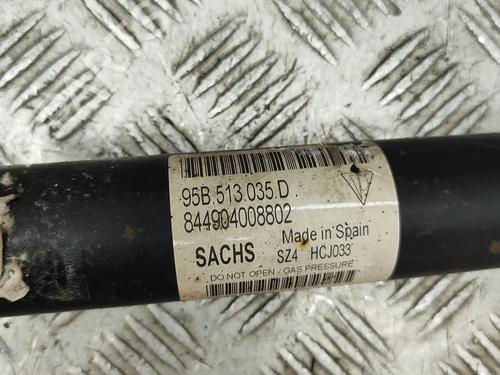 95B.513.035.D
844904008802
Made in Spain
SACHS SZ4 HCJ033
DO NOT OPEN - GAS PRESSURE